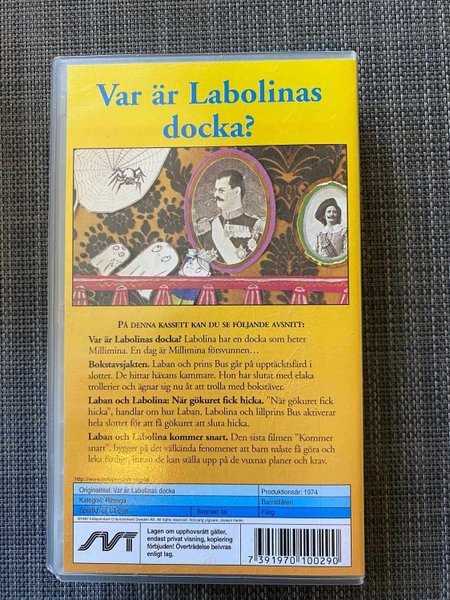 Var är Labolinas
docka?
PÅ DENNA KASSETT KAN DU SE FÖLJANDE AVSNITT:
Var är Labolinas docka? Labolina har en docka som heter
Millimina. En dag är Millimina försvunnen…
Bokstavsjakten. Laban och prins Bus går på upptäcktsfärd i
slottet. De hittar häxans kammare. Hon har slutat med elaka
trollerier och ägnar sig nu åt att trolla med bokstäver.
Laban och Labolina: När gökuret fick hicka. "När gökuret fick
hicka", handlar om hur Laban, Labolina och lillprins Bus aktiverar
hela slottet för att få gökuret att sluta hicka.
Laban och Labolina kommer snart. Den sista filmen "Kommer
snart", bygger på det välkända fenomenet att barn måste få göra och
leka färdigt, innan de kan ställa upp på de vuxnas planer och krav.
Originaltitel: Var är Labolinas docka
Produktionsår: 1974
Kategori:
Barntillåten
Svenskt tal
Färg
SVT
Lagen om upphovsrätt gäller,
endast privat visning, kopiering
förbjuden! Överträdelse beivras
enligt lag.
7 391970 100290 >